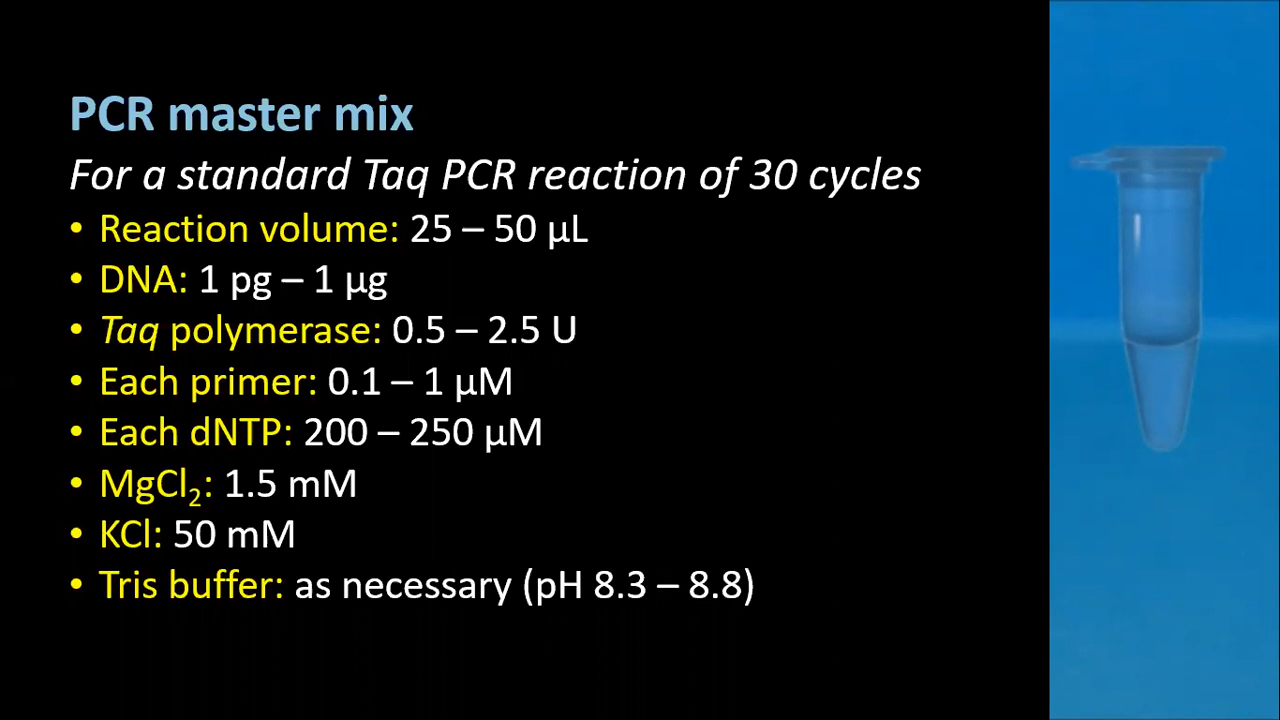 PCR master mix
For a standard Taq PCR reaction of 30 cycles
• Reaction volume: 25 – 50 µL
• DNA: 1 pg – 1 µg
• Taq polymerase: 0.5 – 2.5 U
• Each primer: 0.1 – 1 µM
• Each dNTP: 200 – 250 µM
• MgCl₂: 1.5 mM
• KCl: 50 mM
• Tris buffer: as necessary (pH 8.3 – 8.8)